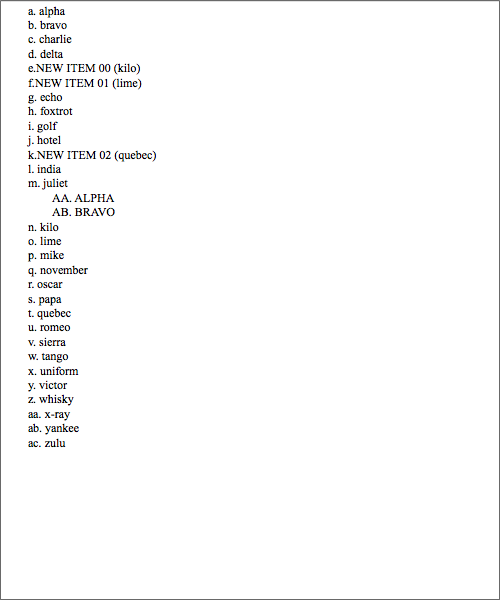 a. alpha
b. bravo
c. charlie
d. delta
e.NEW ITEM 00 (kilo)
f.NEW ITEM 01 (lime)
g. echo
h. foxtrot
i. golf
j. hotel
k.NEW ITEM 02 (quebec)
l. india
m. juliet
AA. ALPHA
AB. BRAVO
n. kilo
o. lime
p. mike
q. november
r. oscar
s. papa
t. quebec
u. romeo
v. sierra
w. tango
x. uniform
y. victor
z. whisky
aa. x-ray
ab. yankee
ac. zulu